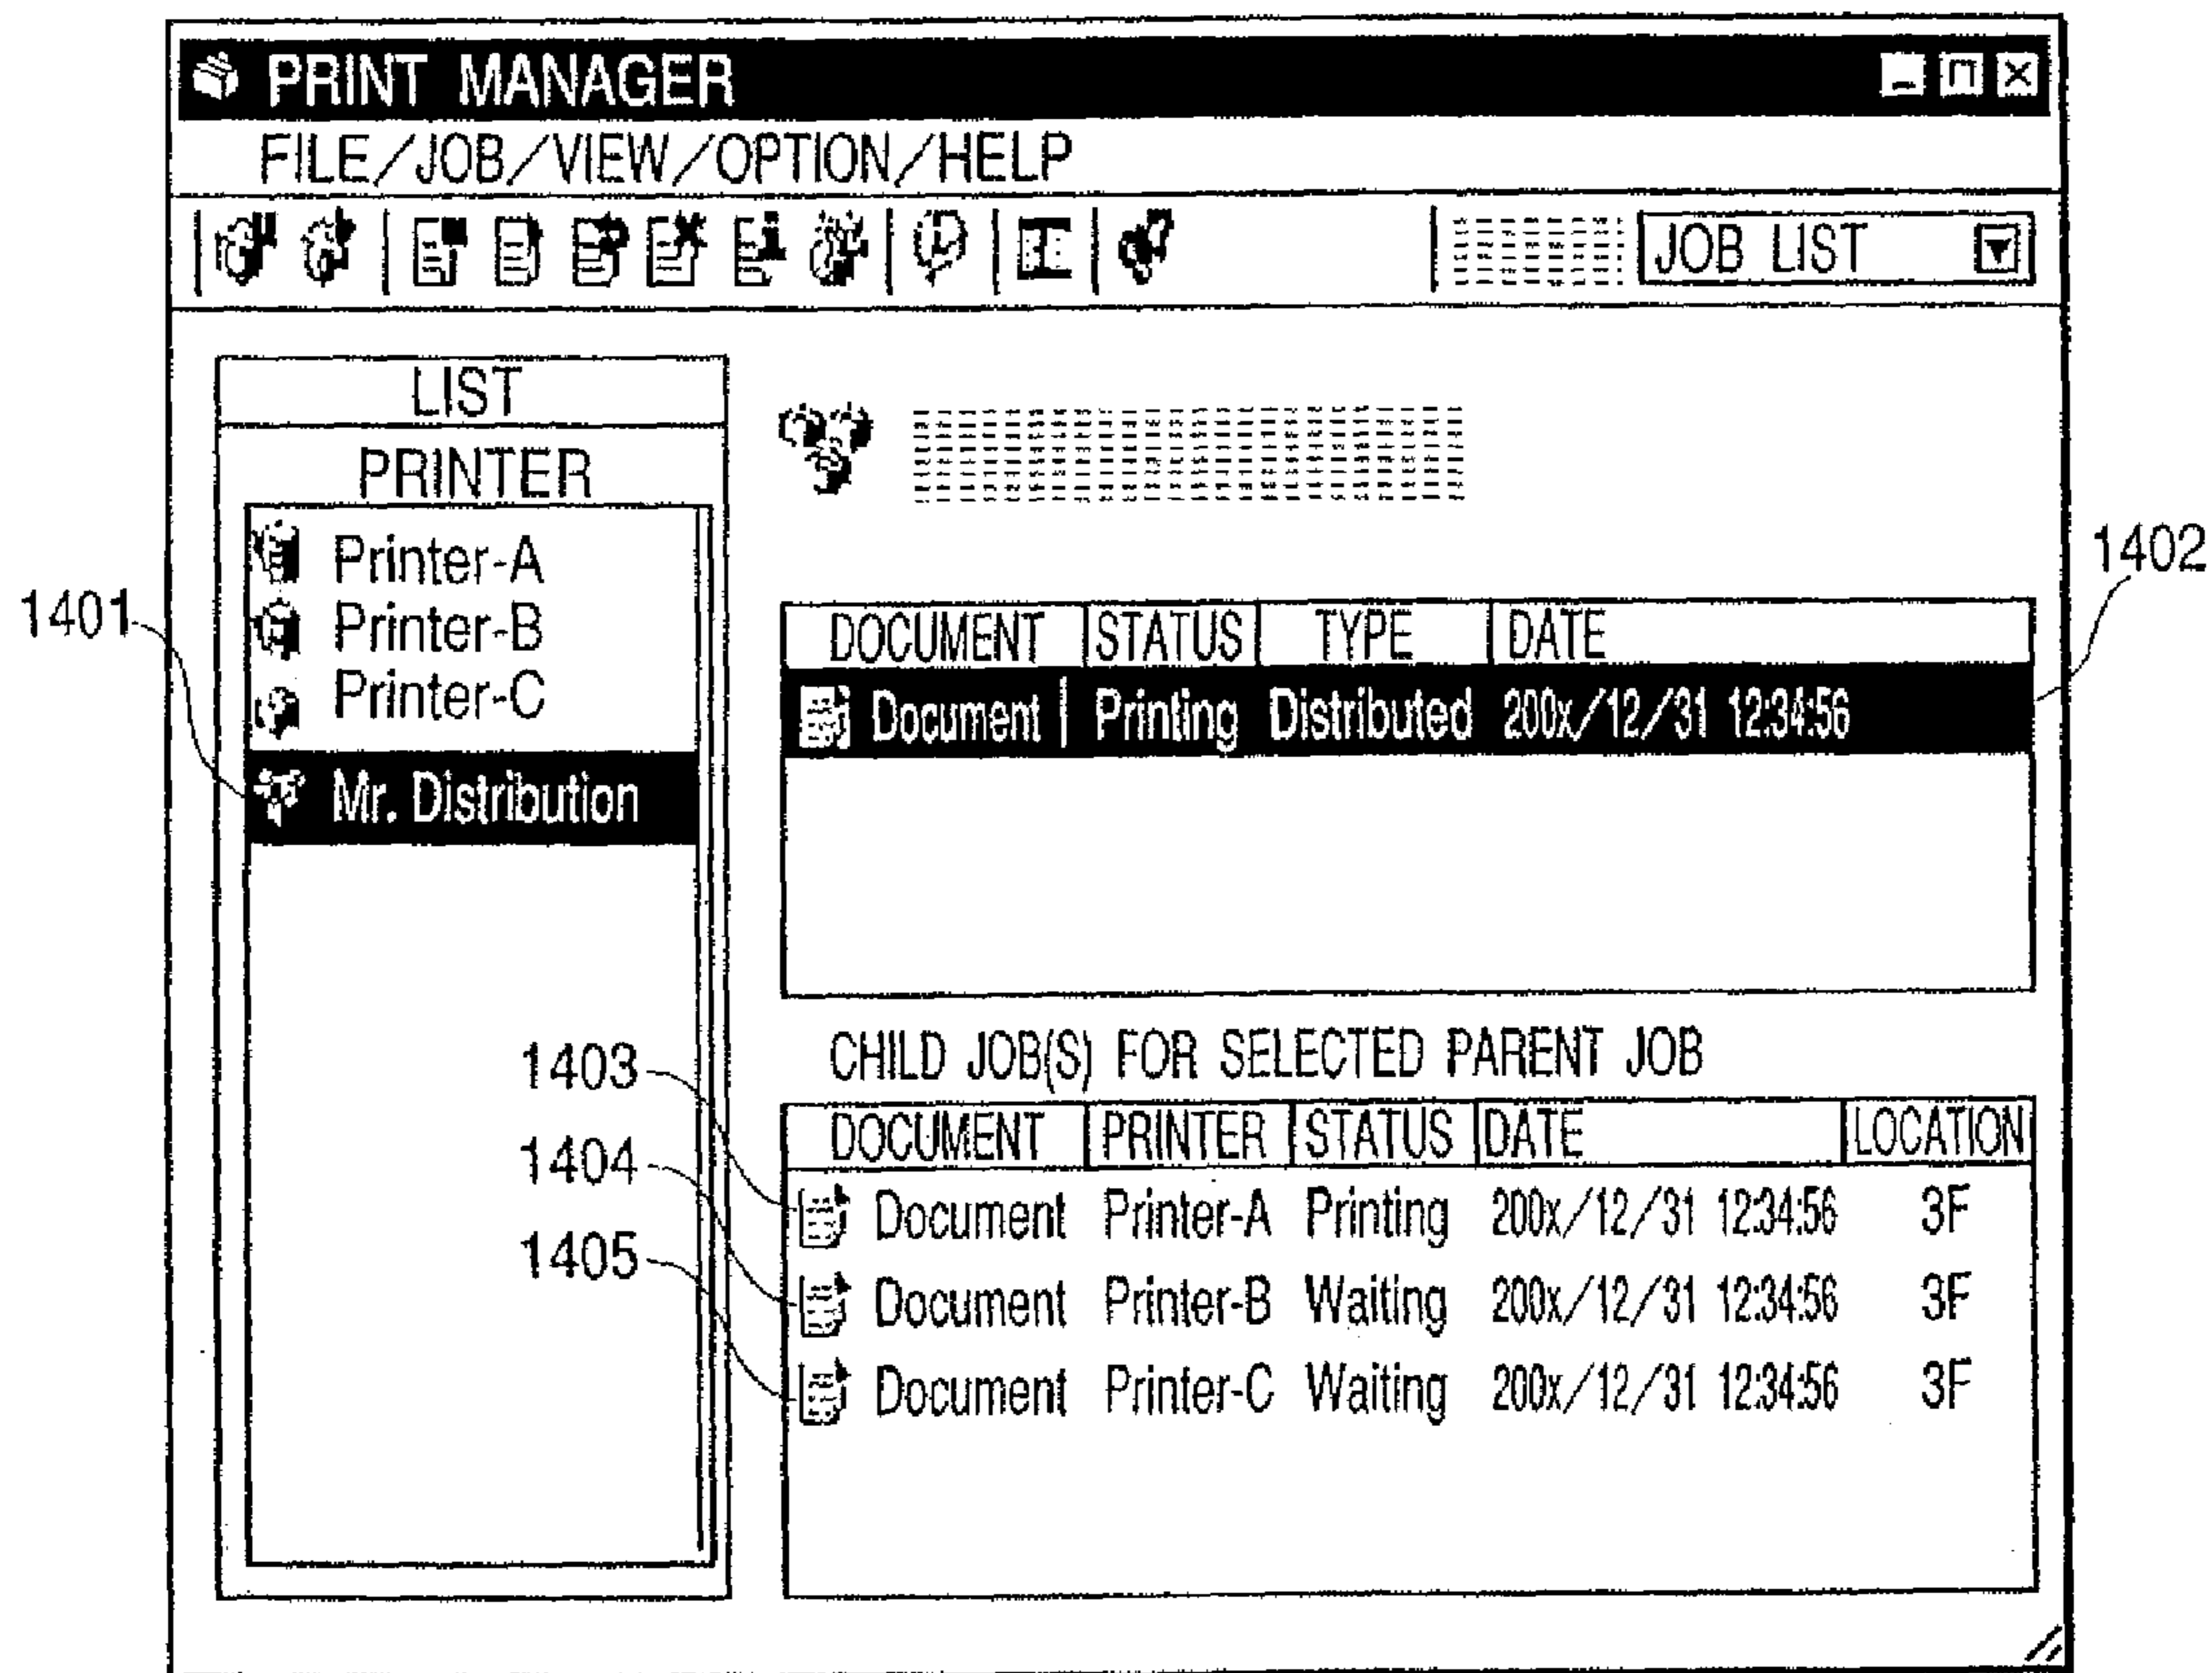 PRINT MANAGER
FILE/JOB/VIEW/OPTION/HELP
JOB LIST
LIST
PRINTER
Printer-A
Printer-B
Printer-C
Mr. Distribution
1401
1402
DOCUMENT STATUS TYPE DATE
Document Printing Distributed 200x/12/31 12:34:56
CHILD JOB(S) FOR SELECTED PARENT JOB
1403
1404
1405
DOCUMENT PRINTER STATUS DATE LOCATION
Document Printer-A Printing 200x/12/31 12:34:56 3F
Document Printer-B Waiting 200x/12/31 12:34:56 3F
Document Printer-C Waiting 200x/12/31 12:34:56 3F